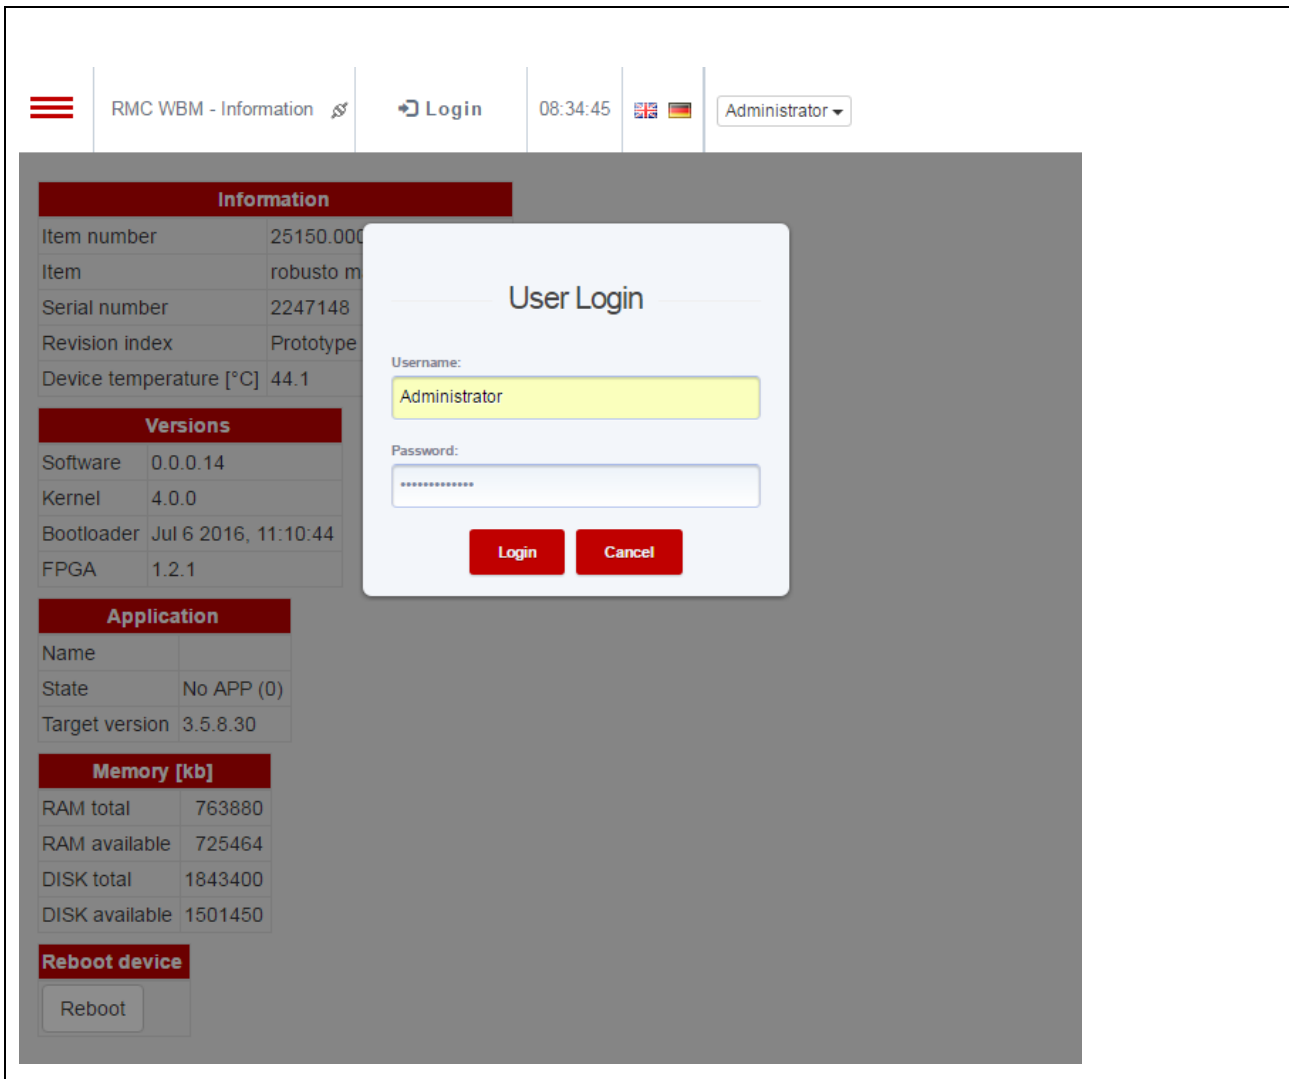 RMC WBM - Information Login 08:34:45 Administrator
Information
Item number 25150.000
Item robusto m
Serial number 2247148
Revision index Prototype
Device temperature [°C] 44.1
Versions
Software 0.0.0.14
Kernel 4.0.0
Bootloader Jul 6 2016, 11:10:44
FPGA 1.2.1
Application
Name
State No APP (0)
Target version 3.5.8.30
Memory [kb]
RAM total 763880
RAM available 725464
DISK total 1843400
DISK available 1501450
Reboot device
Reboot
User Login
Username:
Administrator
Password:
•••••••••••••
Login Cancel